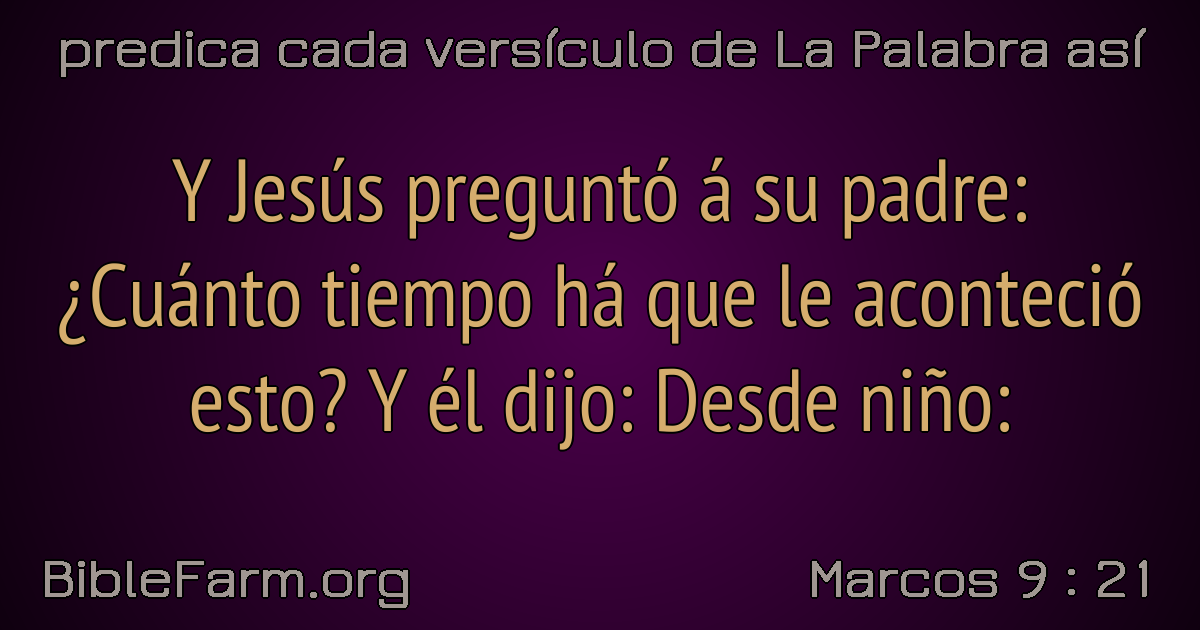 predica cada versículo de La Palabra así
Y Jesús preguntó á su padre:
¿Cuánto tiempo há que le aconteció
esto? Y él dijo: Desde niño:
BibleFarm.org
Marcos 9 : 21